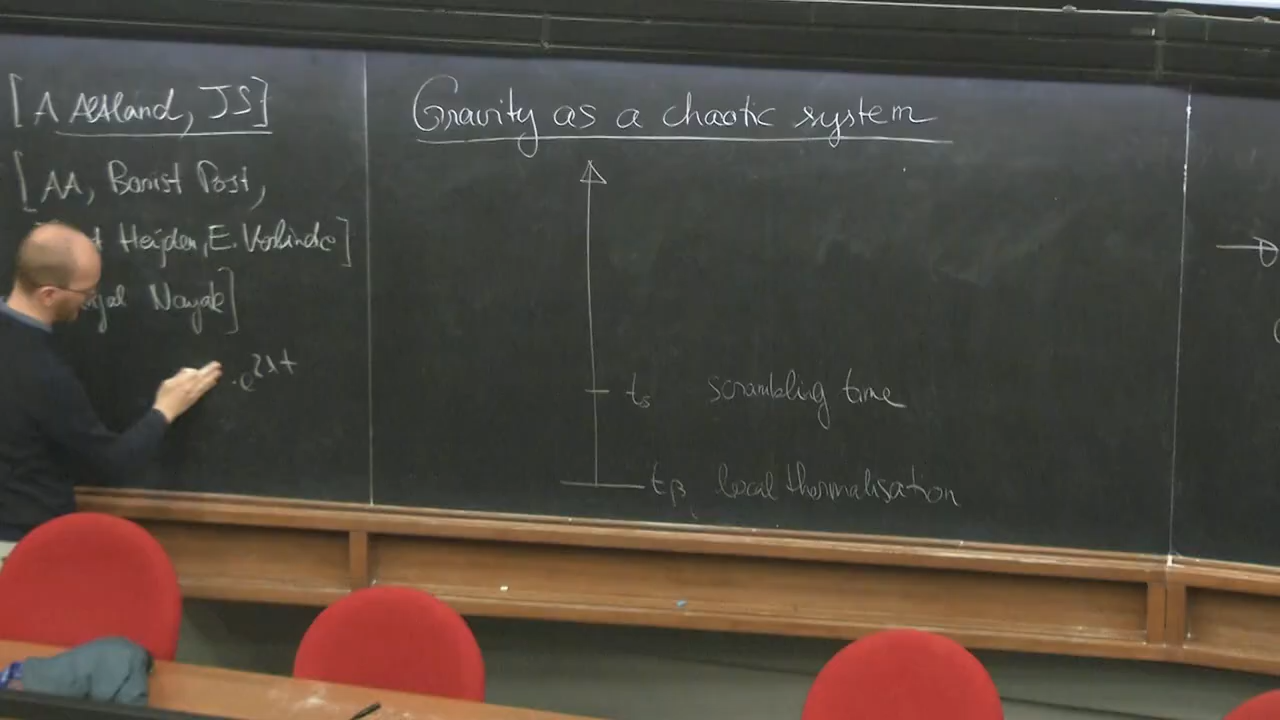 [A Altland, JS]
[AA, Boris Post,
Heijden, E. Verlinde]
Nayak]
e^{2λt}
Gravity as a chaotic system
t_s scrambling time
t_β local thermalisation